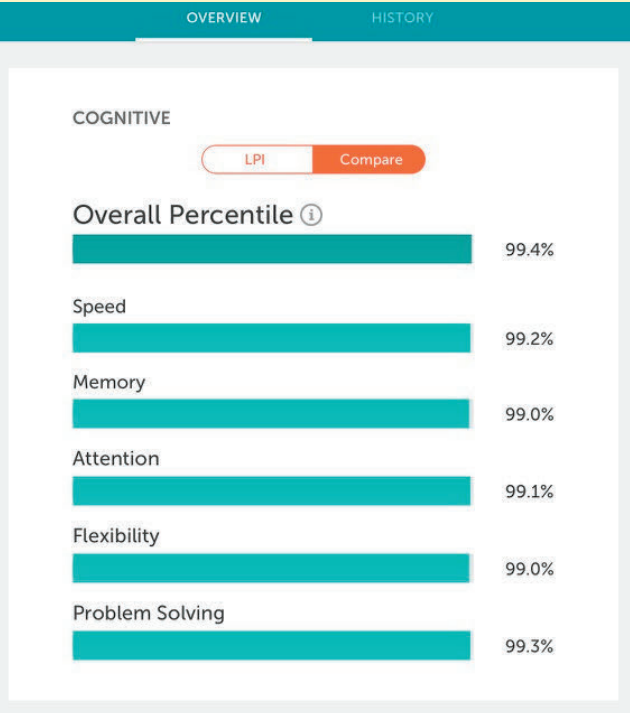 OVERVIEW HISTORY
COGNITIVE
LPI Compare
Overall Percentile i
99.4%
Speed
99.2%
Memory
99.0%
Attention
99.1%
Flexibility
99.0%
Problem Solving
99.3%